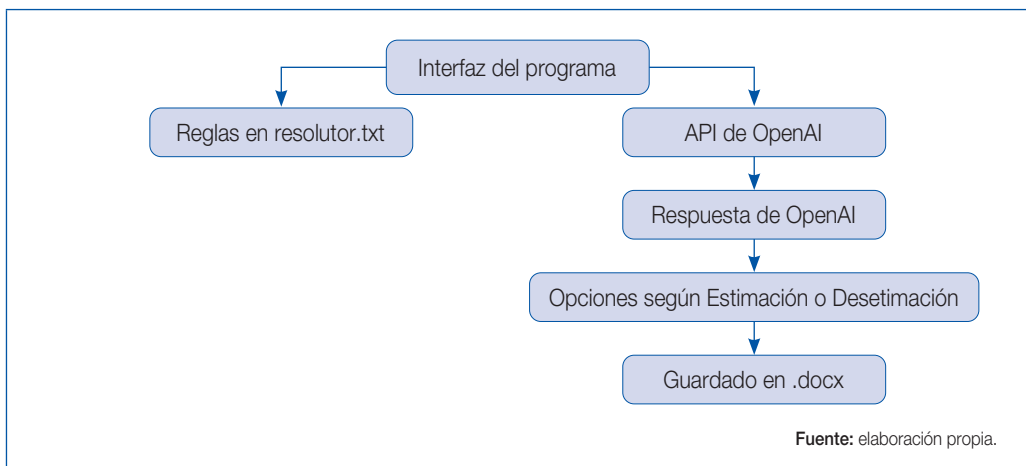 Interfaz del programa
Reglas en resolutor.txt
API de OpenAI
Respuesta de OpenAI
Opciones según Estimación o Desetimación
Guardado en .docx
Fuente: elaboración propia.